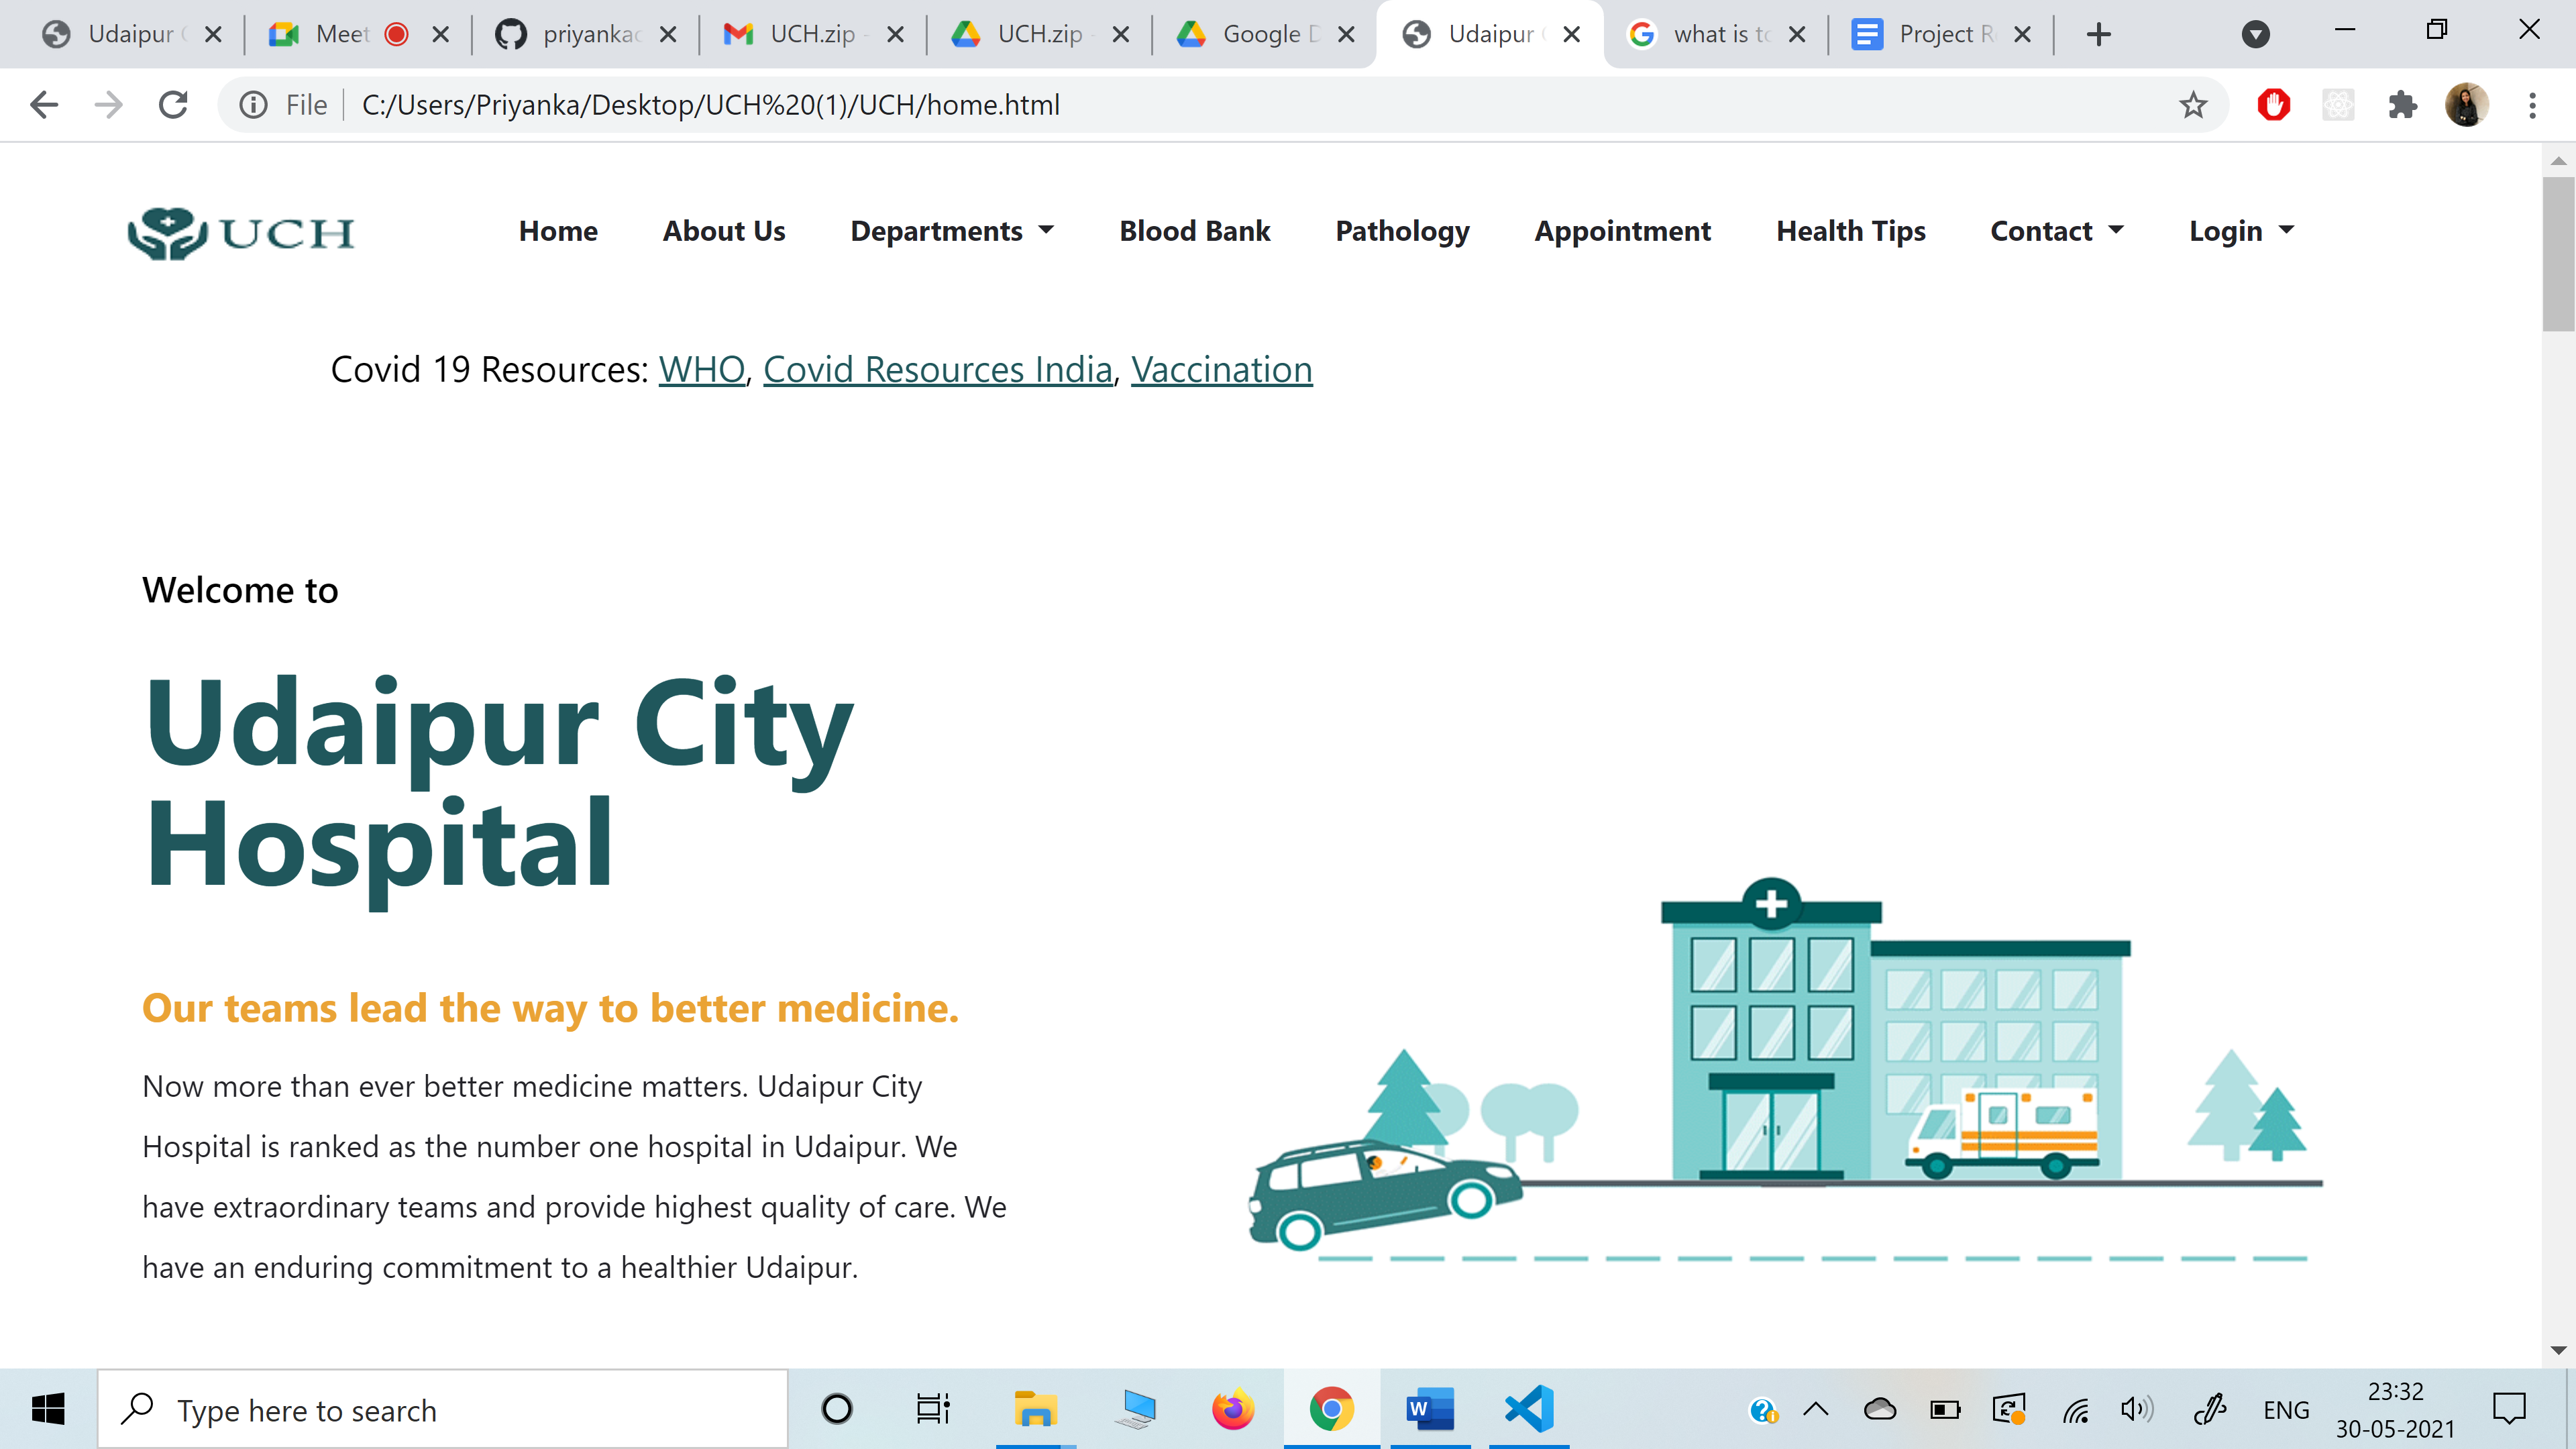 Udaipur
Meet
priyanka
UCH.zip -
UCH.zip
Google D
Udaipur
what is to
Project R
File
C:/Users/Priyanka/Desktop/UCH%20(1)/UCH/home.html
UCH
Home
About Us
Departments
Blood Bank
Pathology
Appointment
Health Tips
Contact
Login
Covid 19 Resources: WHO, Covid Resources India, Vaccination
Welcome to
Udaipur City
Hospital
Our teams lead the way to better medicine.
Now more than ever better medicine matters. Udaipur City
Hospital is ranked as the number one hospital in Udaipur. We
have extraordinary teams and provide highest quality of care. We
have an enduring commitment to a healthier Udaipur.
Type here to search
ENG
23:32
30-05-2021